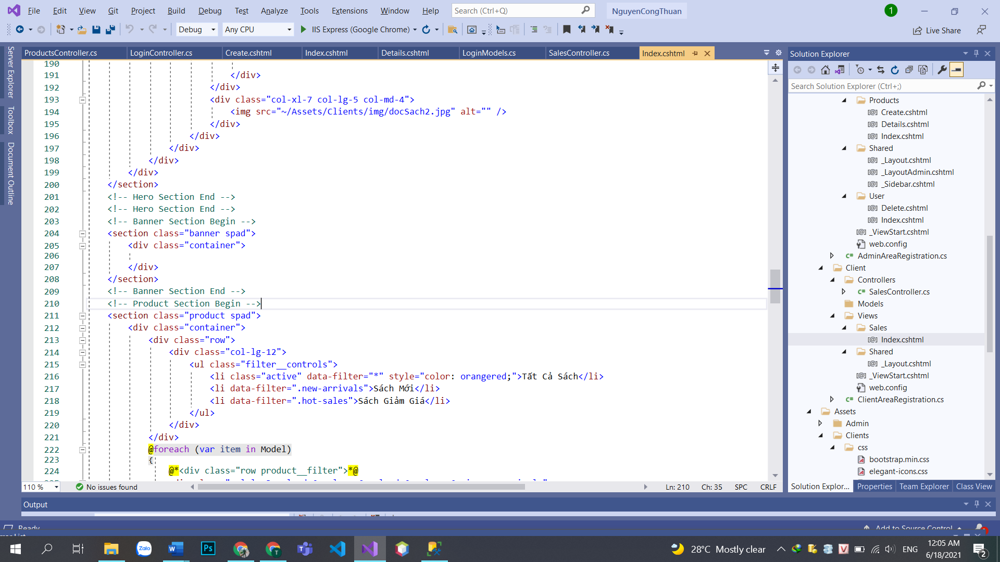 File Edit View Git Project Build Debug Test Analyze Tools Extensions Window Help Search (Ctrl+Q) NguyenCongThuan 1
Debug Any CPU IIS Express (Google Chrome) Live Share
Server Explorer
Toolbox
Document Outline
ProductsController.cs LoginController.cs Create.cshtml Index.cshtml Details.cshtml LoginModels.cs SalesController.cs Index.cshtml
190
191 </div>
192 </div>
193 <div class="col-xl-7 col-lg-5 col-md-4">
194 <img src="~/Assets/Clients/img/docSach2.jpg" alt="" />
195 </div>
196 </div>
197 </div>
198 </div>
199 </div>
200 </section>
201 <!-- Hero Section End -->
202 <!-- Hero Section End -->
203 <!-- Banner Section Begin -->
204 <section class="banner spad">
205 <div class="container">
206
207 </div>
208 </section>
209 <!-- Banner Section End -->
210 <!-- Product Section Begin -->
211 <section class="product spad">
212 <div class="container">
213 <div class="row">
214 <div class="col-lg-12">
215 <ul class="filter__controls">
216 <li class="active" data-filter="*" style="color: orangered;">Tất Cả Sách</li>
217 <li data-filter=".new-arrivals">Sách Mới</li>
218 <li data-filter=".hot-sales">Sách Giảm Giá</li>
219 </ul>
220 </div>
221 </div>
222 @foreach (var item in Model)
223 {
224 @*<div class="row product__filter">*@
110 % No issues found Ln: 210 Ch: 35 SPC CRLF
Solution Explorer
Search Solution Explorer (Ctrl+;)
Products
Create.cshtml
Details.cshtml
Index.cshtml
Shared
_Layout.cshtml
_LayoutAdmin.cshtml
_Sidebar.cshtml
User
Delete.cshtml
Index.cshtml
_ViewStart.cshtml
web.config
AdminAreaRegistration.cs
Client
Controllers
SalesController.cs
Models
Views
Sales
Index.cshtml
Shared
_Layout.cshtml
_ViewStart.cshtml
web.config
ClientAreaRegistration.cs
Assets
Admin
Clients
css
bootstrap.min.css
elegant-icons.css
Solution Explor... Properties Team Explorer Class View
Output
Ready Add to Source Control
Zalo Ps 28°C Mostly clear ENG 12:05 AM
6/18/2021 2